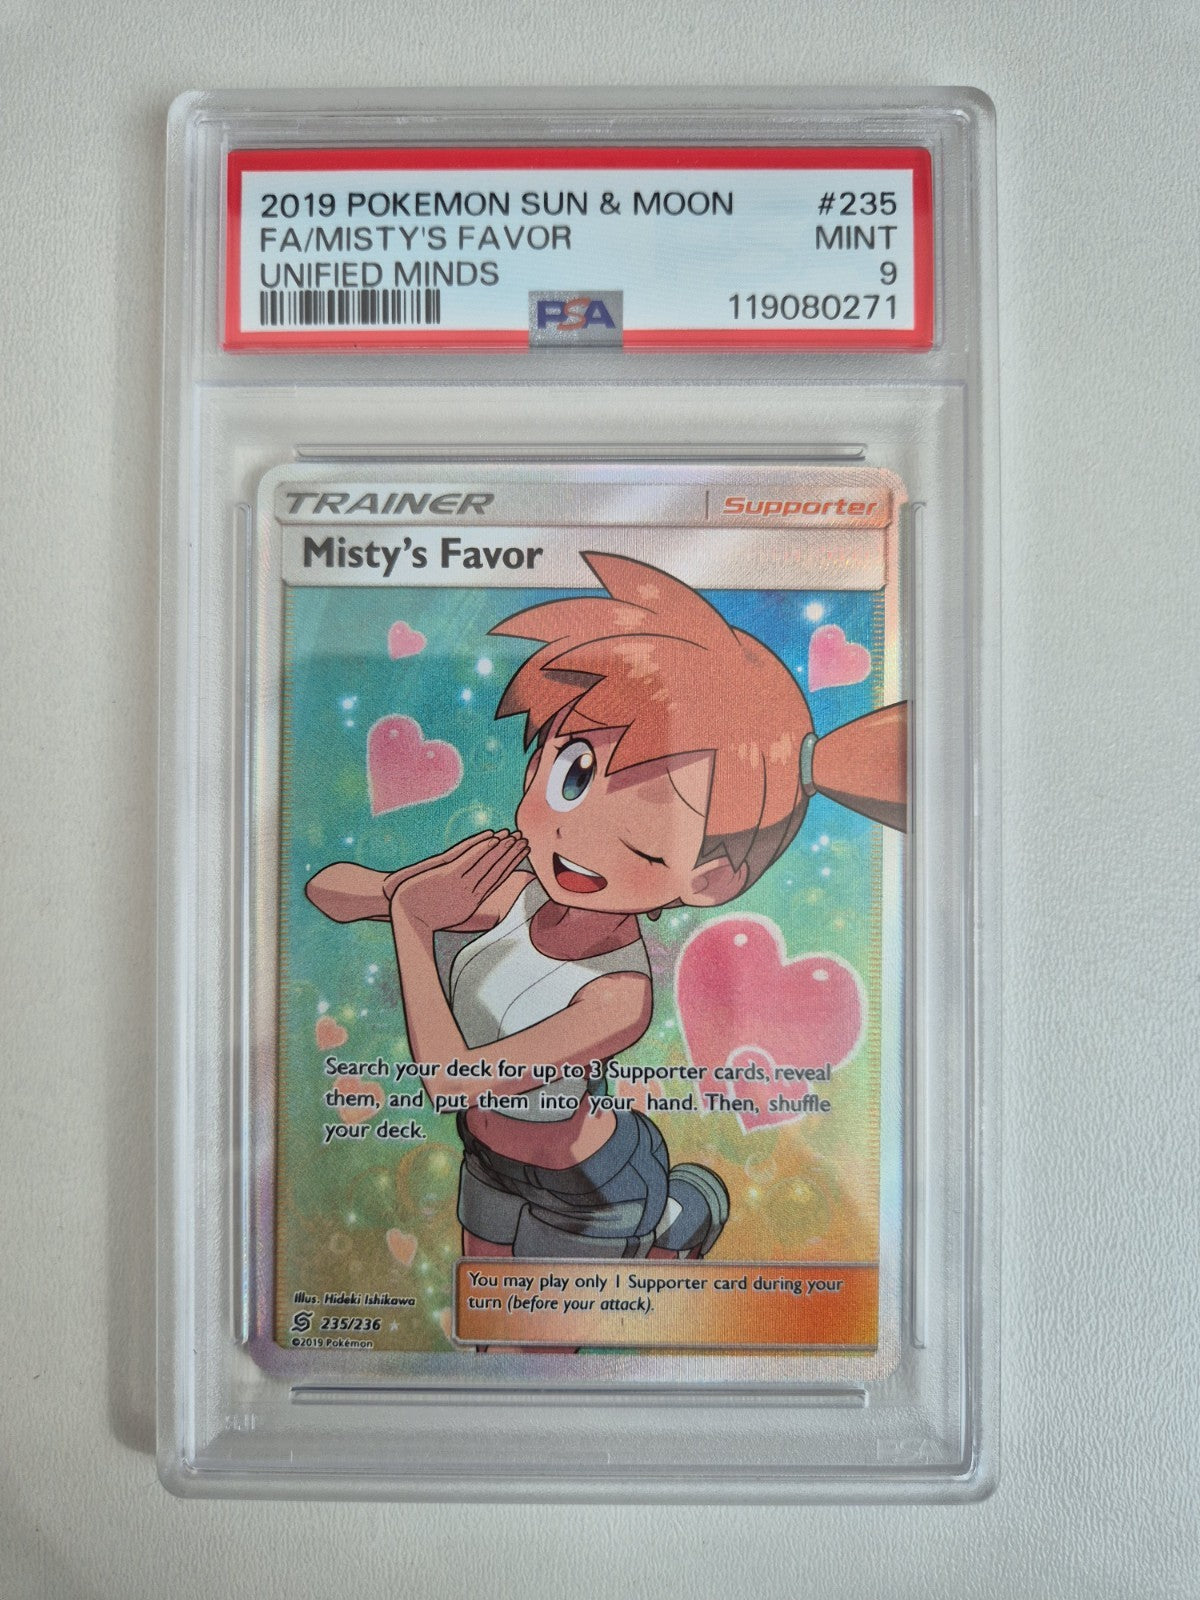 2019 POKEMON SUN & MOON #235
FA/MISTY'S FAVOR MINT
UNIFIED MINDS 9
PSA 119080271
TRAINER Supporter
Misty's Favor
Search your deck for up to 3 Supporter cards, reveal
them, and put them into your hand. Then, shuffle
your deck.
You may play only 1 Supporter card during your
turn (before your attack).
Illus. Hideki Ishikawa
235/236
©2019 Pokémon
PSA